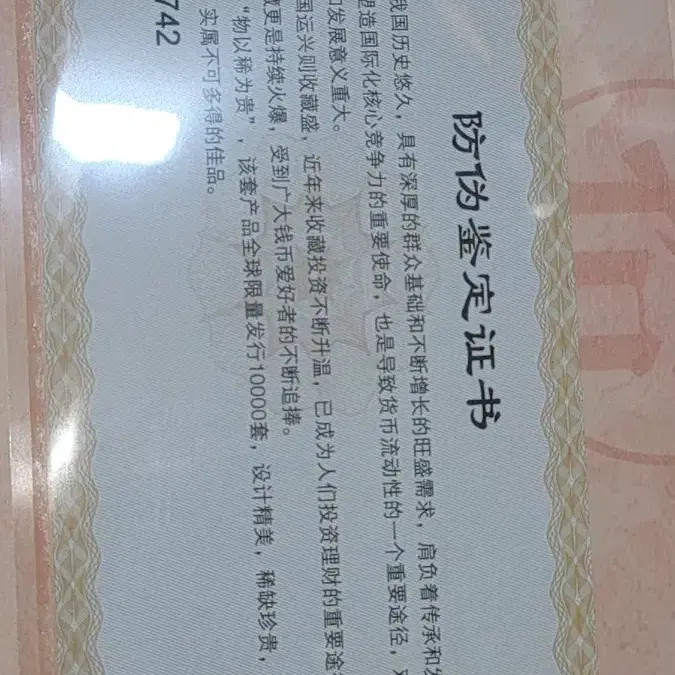 防伪鉴定证书
我国历史悠久，具有深厚的群众基础和不断增长的旺盛需求，肩负着传承和发
塑造国际化核心竞争力的重要使命，也是导致货币流动性的一个重要途径，对
发展意义重大。
国运兴则收藏盛，近年来收藏投资不断升温，已成为人们投资理财的重要途
更是持续火爆，受到广大钱币爱好者的不断追捧。
“物以稀为贵”，该套产品全球限量发行10000套，设计精美，稀缺珍贵，
实属不可多得的佳品。
742